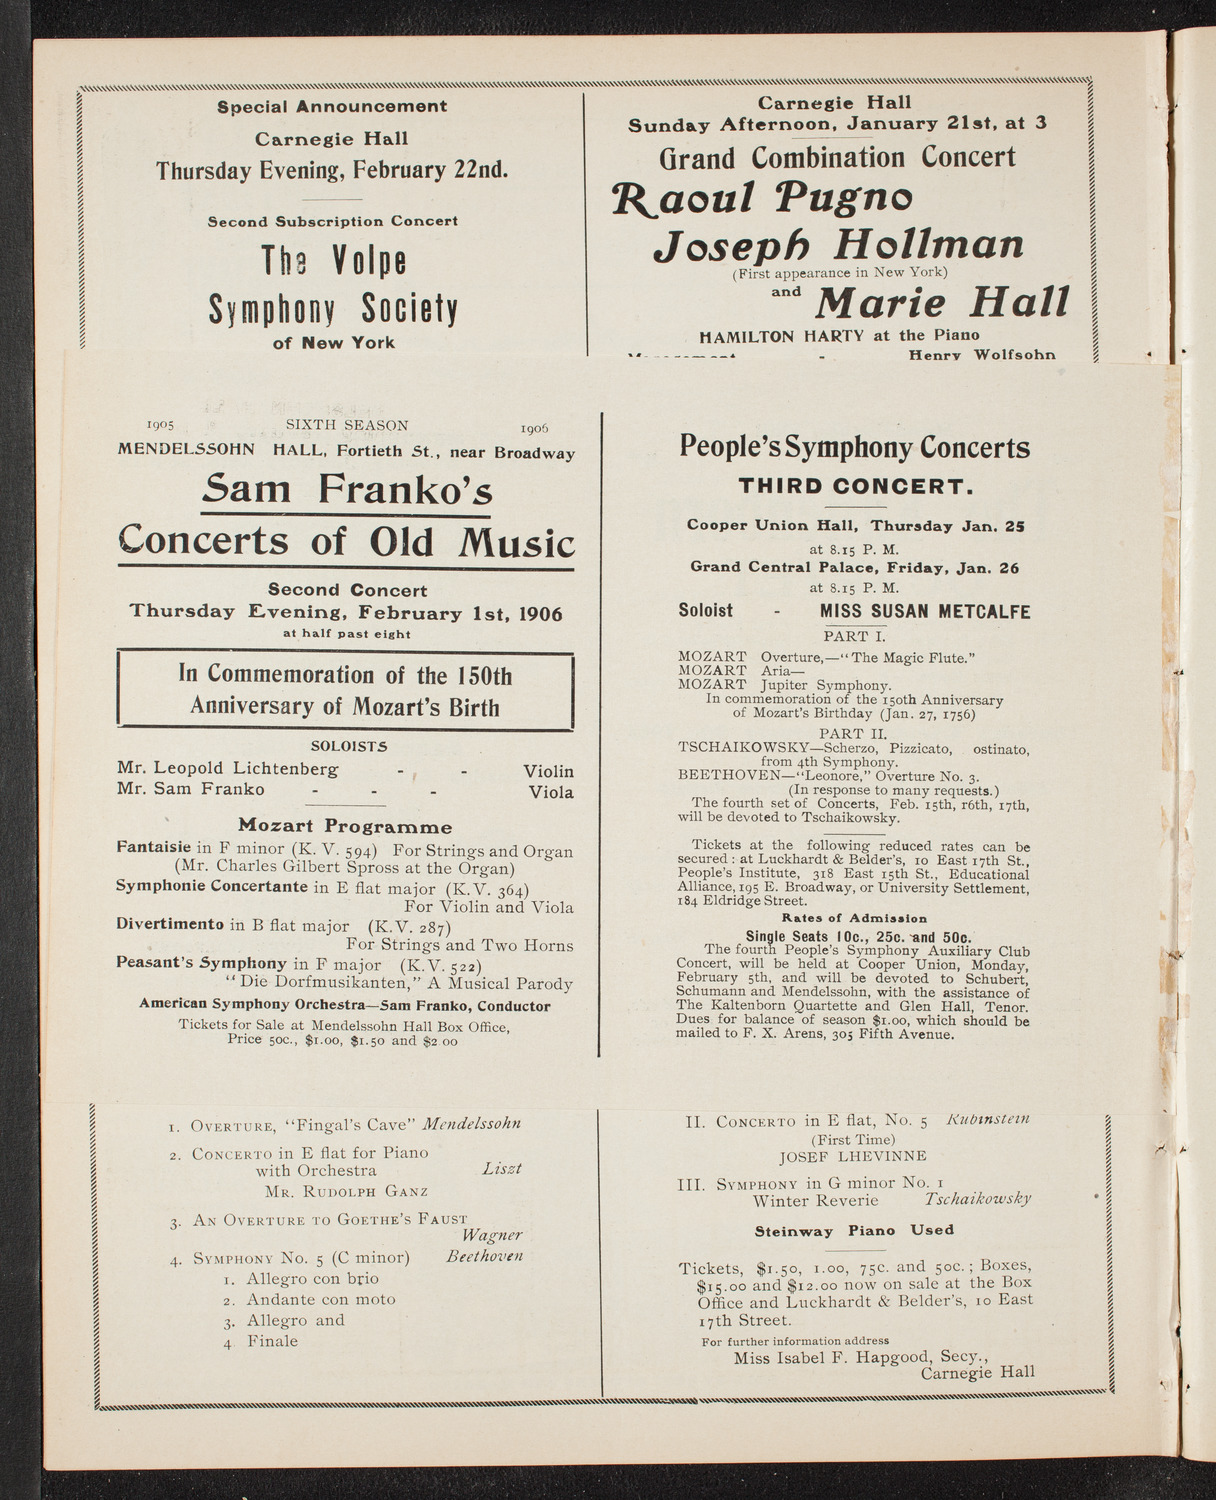 Special Announcement
Carnegie Hall
Thursday Evening, February 22nd.
Second Subscription Concert
The Volpe
Symphony Society
of New York
Carnegie Hall
Sunday Afternoon, January 21st, at 3
Grand Combination Concert
Raoul Pugno
Joseph Hollman
(First appearance in New York)
and Marie Hall
HAMILTON HARTY at the Piano
Management - Henry Wolfsohn
1905 SIXTH SEASON 1906
MENDELSSOHN HALL, Fortieth St., near Broadway
Sam Franko's
Concerts of Old Music
Second Concert
Thursday Evening, February 1st, 1906
at half past eight
In Commemoration of the 150th
Anniversary of Mozart's Birth
SOLOISTS
Mr. Leopold Lichtenberg - - Violin
Mr. Sam Franko - - - Viola
Mozart Programme
Fantaisie in F minor (K. V. 594) For Strings and Organ
(Mr. Charles Gilbert Spross at the Organ)
Symphonie Concertante in E flat major (K.V. 364)
For Violin and Viola
Divertimento in B flat major (K.V. 287)
For Strings and Two Horns
Peasant's Symphony in F major (K.V. 522)
"Die Dorfmusikanten," A Musical Parody
American Symphony Orchestra—Sam Franko, Conductor
Tickets for Sale at Mendelssohn Hall Box Office,
Price 50c., $1.00, $1.50 and $2 00
People's Symphony Concerts
THIRD CONCERT.
Cooper Union Hall, Thursday Jan. 25
at 8.15 P. M.
Grand Central Palace, Friday, Jan. 26
at 8.15 P. M.
Soloist - MISS SUSAN METCALFE
PART I.
MOZART Overture,—"The Magic Flute."
MOZART Aria—
MOZART Jupiter Symphony.
In commemoration of the 150th Anniversary
of Mozart's Birthday (Jan. 27, 1756)
PART II.
TSCHAIKOWSKY—Scherzo, Pizzicato, ostinato,
from 4th Symphony.
BEETHOVEN—"Leonore," Overture No. 3.
(In response to many requests.)
The fourth set of Concerts, Feb. 15th, r6th, 17th,
will be devoted to Tschaikowsky.
Tickets at the following reduced rates can be
secured: at Luckhardt & Belder's, 10 East 17th St.,
People's Institute, 318 East 15th St., Educational
Alliance, 195 E. Broadway, or University Settlement,
184 Eldridge Street.
Rates of Admission
Single Seats 10c., 25c. and 50c.
The fourth People's Symphony Auxiliary Club
Concert, will be held at Cooper Union, Monday,
February 5th, and will be devoted to Schubert,
Schumann and Mendelssohn, with the assistance of
The Kaltenborn Quartette and Glen Hall, Tenor.
Dues for balance of season $1.00, which should be
mailed to F. X. Arens, 305 Fifth Avenue.
1. OVERTURE, "Fingal's Cave" Mendelssohn
2. CONCERTO in E flat for Piano
with Orchestra Liszt
MR. RUDOLPH GANZ
3. AN OVERTURE TO GOETHE'S FAUST
Wagner
4. SYMPHONY No. 5 (C minor) Beethoven
1. Allegro con brio
2. Andante con moto
3. Allegro and
4 Finale
II. CONCERTO in E flat, No. 5 Rubinstein
(First Time)
JOSEF LHEVINNE
III. SYMPHONY in G minor No. 1
Winter Reverie Tschaikowsky
Steinway Piano Used
Tickets, $1.50, 1.00, 75c. and 50c.; Boxes,
$15.00 and $12.00 now on sale at the Box
Office and Luckhardt & Belder's, 10 East
17th Street.
For further information address
Miss Isabel F. Hapgood, Secy.,
Carnegie Hall